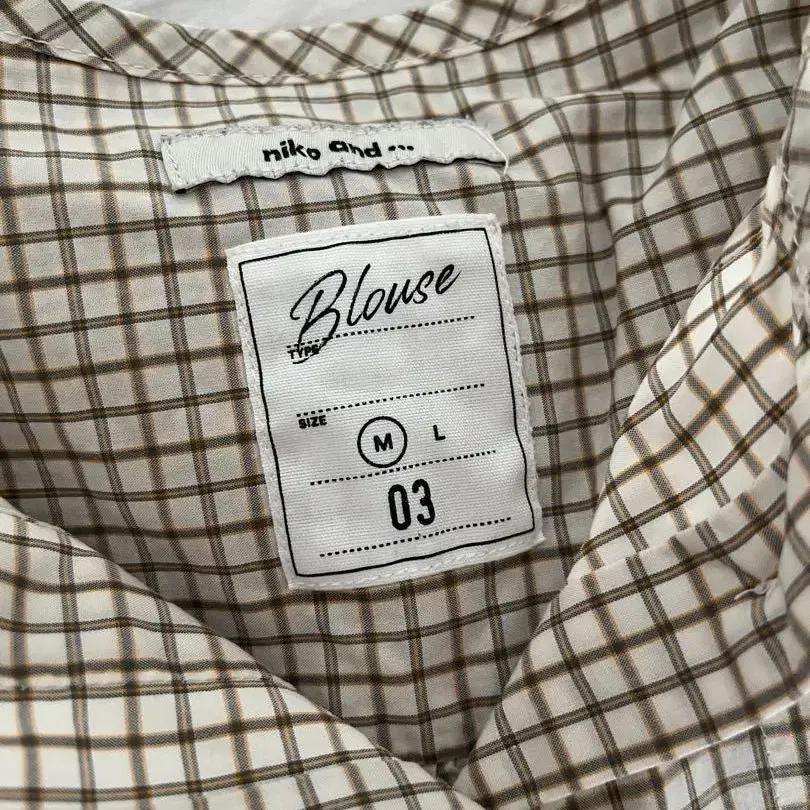 niko and ...
Blouse
TYPE
SIZE
M L
03